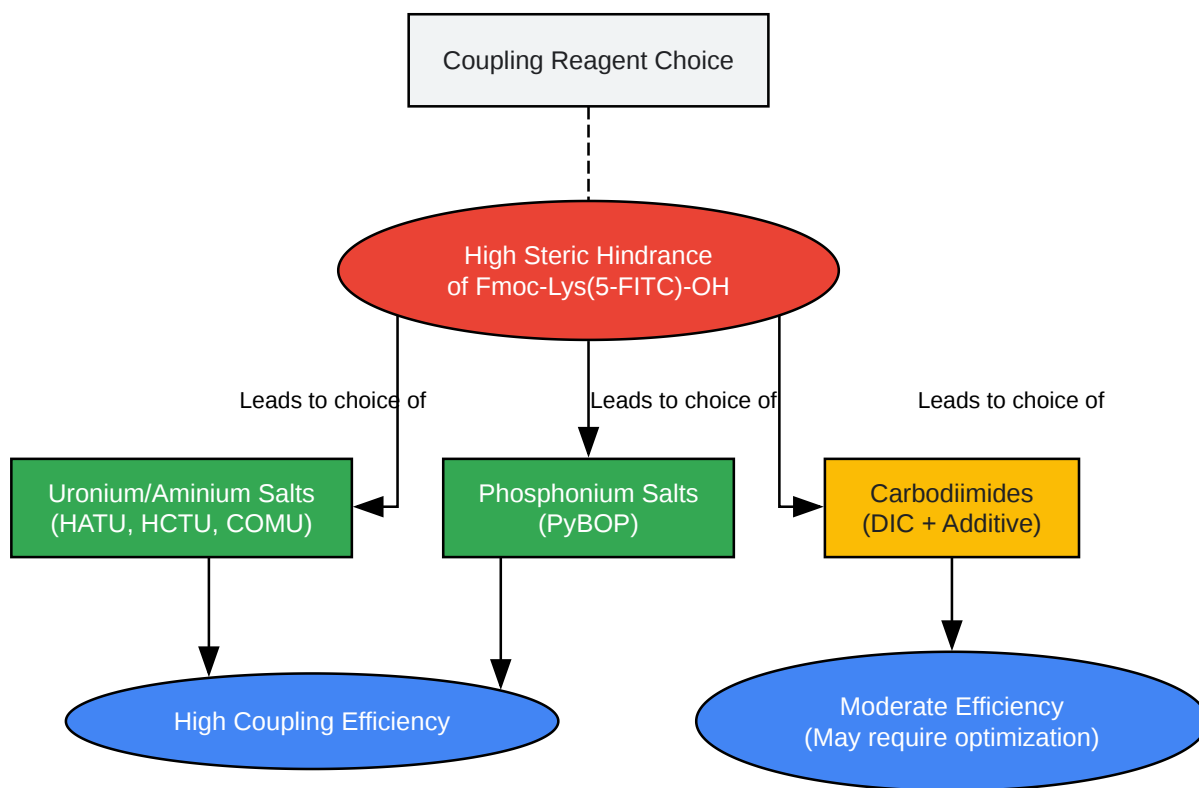 Coupling Reagent Choice
High Steric Hindrance
of Fmoc-Lys(5-FITC)-OH
Leads to choice of
Leads to choice of
Leads to choice of
Uronium/Aminium Salts
(HATU, HCTU, COMU)
Phosphonium Salts
(PyBOP)
Carbodiimides
(DIC + Additive)
High Coupling Efficiency
Moderate Efficiency
(May require optimization)